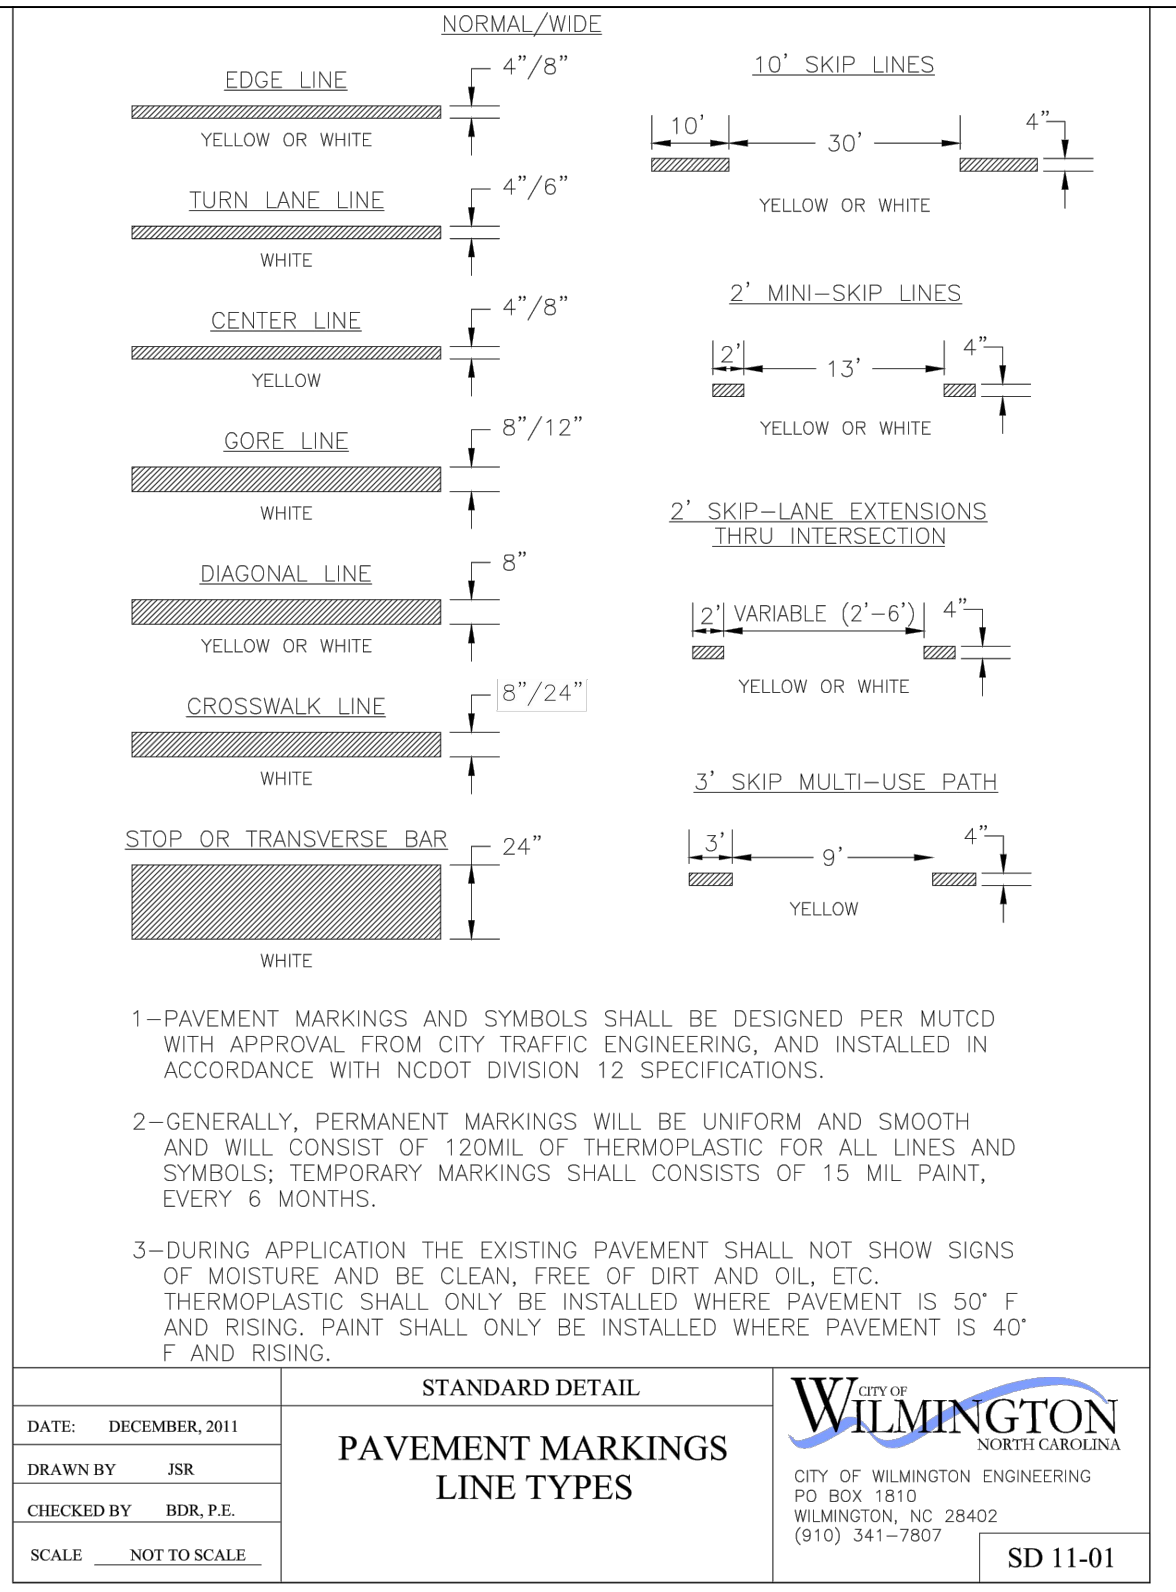 NORMAL/WIDE
EDGE LINE
4"/8"
YELLOW OR WHITE
TURN LANE LINE
4"/6"
WHITE
CENTER LINE
4"/8"
YELLOW
GORE LINE
8"/12"
WHITE
DIAGONAL LINE
8"
YELLOW OR WHITE
CROSSWALK LINE
8"/24"
WHITE
STOP OR TRANSVERSE BAR
24"
WHITE
10' SKIP LINES
10'
30'
4"
YELLOW OR WHITE
2' MINI-SKIP LINES
2'
13'
4"
YELLOW OR WHITE
2' SKIP-LANE EXTENSIONS
THRU INTERSECTION
2'
VARIABLE (2'-6')
4"
YELLOW OR WHITE
3' SKIP MULTI-USE PATH
3'
9'
4"
YELLOW
1-PAVEMENT MARKINGS AND SYMBOLS SHALL BE DESIGNED PER MUTCD
WITH APPROVAL FROM CITY TRAFFIC ENGINEERING, AND INSTALLED IN
ACCORDANCE WITH NCDOT DIVISION 12 SPECIFICATIONS.
2-GENERALLY, PERMANENT MARKINGS WILL BE UNIFORM AND SMOOTH
AND WILL CONSIST OF 120MIL OF THERMOPLASTIC FOR ALL LINES AND
SYMBOLS; TEMPORARY MARKINGS SHALL CONSISTS OF 15 MIL PAINT,
EVERY 6 MONTHS.
3-DURING APPLICATION THE EXISTING PAVEMENT SHALL NOT SHOW SIGNS
OF MOISTURE AND BE CLEAN, FREE OF DIRT AND OIL, ETC.
THERMOPLASTIC SHALL ONLY BE INSTALLED WHERE PAVEMENT IS 50° F
AND RISING. PAINT SHALL ONLY BE INSTALLED WHERE PAVEMENT IS 40°
F AND RISING.
DATE: DECEMBER, 2011
DRAWN BY JSR
CHECKED BY BDR, P.E.
SCALE NOT TO SCALE
STANDARD DETAIL
PAVEMENT MARKINGS
LINE TYPES
CITY OF
WILMINGTON
NORTH CAROLINA
CITY OF WILMINGTON ENGINEERING
PO BOX 1810
WILMINGTON, NC 28402
(910) 341-7807
SD 11-01